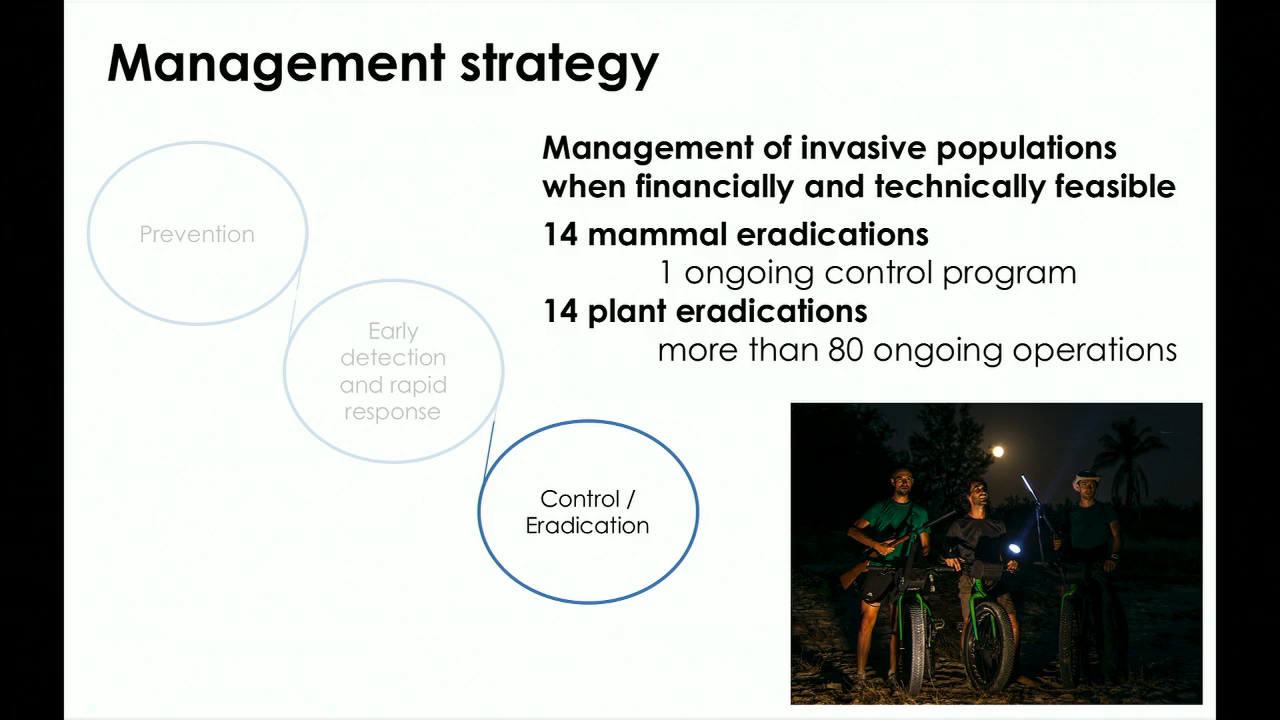 Management strategy
Prevention
Early
detection
and rapid
response
Control /
Eradication
Management of invasive populations
when financially and technically feasible
14 mammal eradications
1 ongoing control program
14 plant eradications
more than 80 ongoing operations